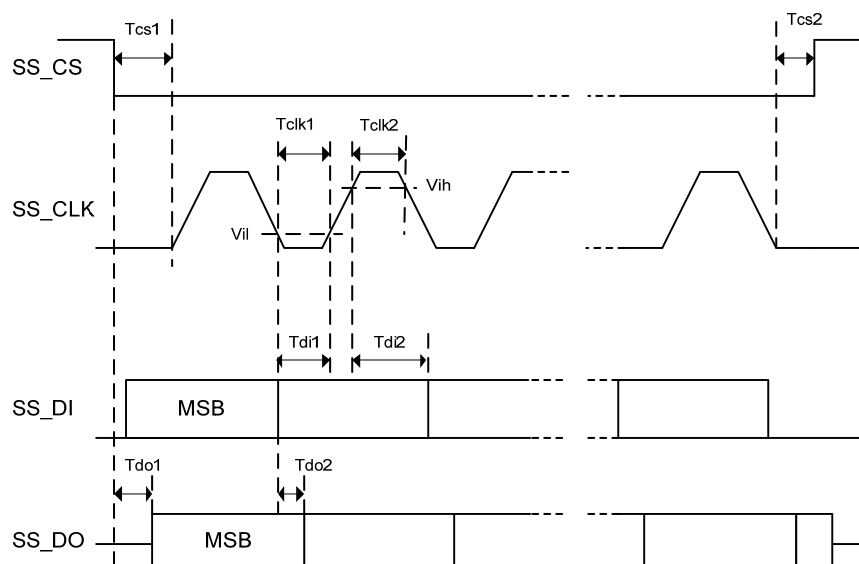 Tcs1
Tcs2
SS_CS
Tclk1
Tclk2
Vih
SS_CLK
Vil
Tdi1
Tdi2
SS_DI
MSB
Tdo1
Tdo2
SS_DO
MSB